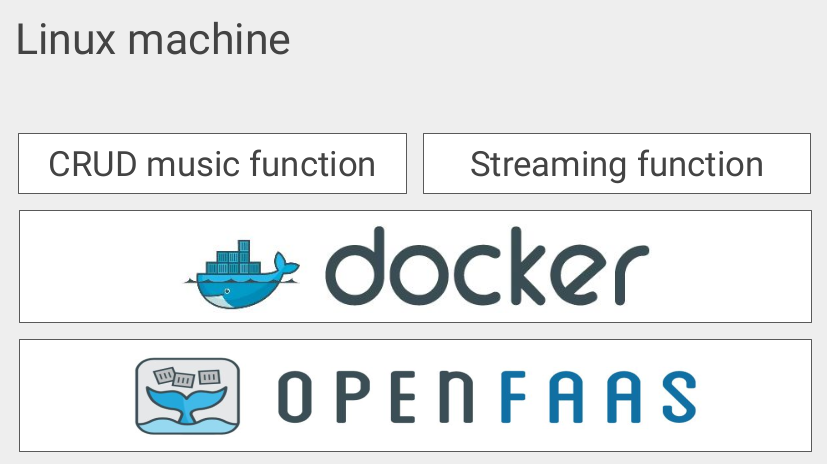 Linux machine
CRUD music function
Streaming function
docker
OPENFAAS